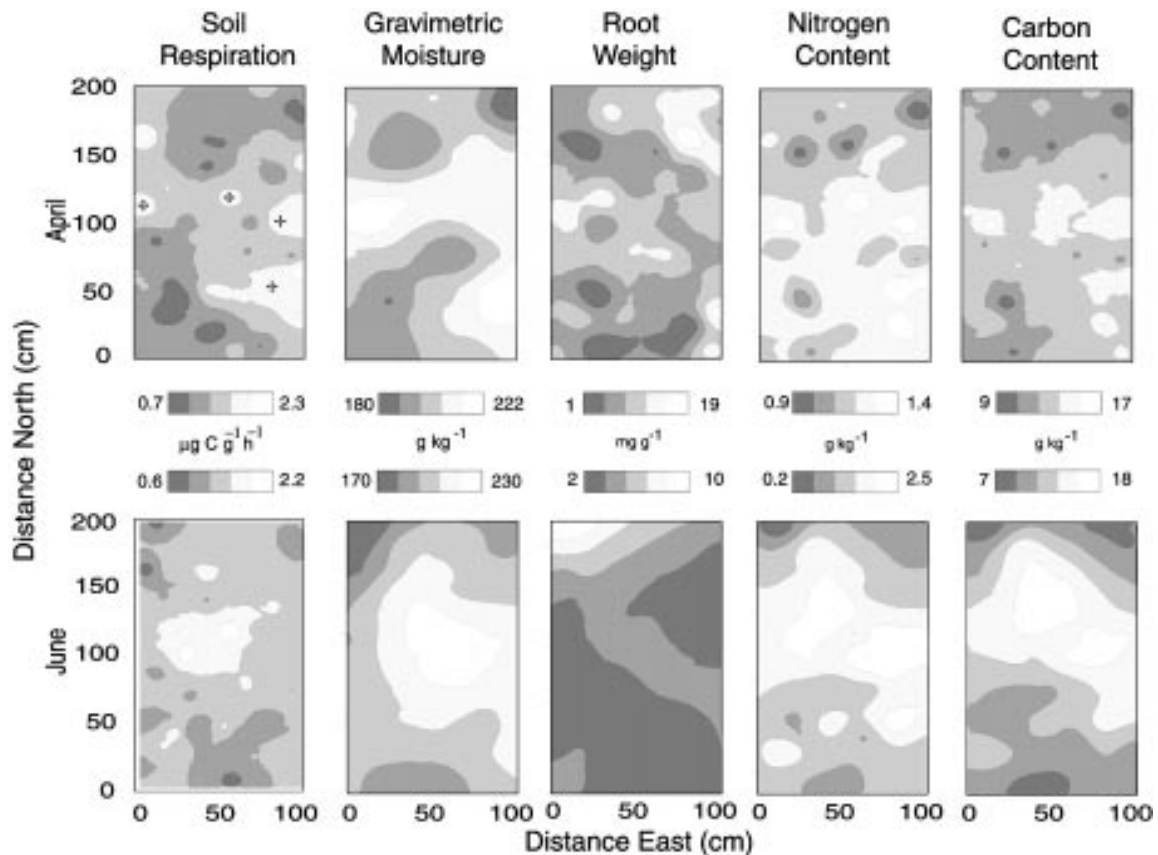 Soil Respiration
Gravimetric Moisture
Root Weight
Nitrogen Content
Carbon Content
200
150
100
50
0
April
0.7 2.3
180 222
1 19
0.9 1.4
9 17
µg C g⁻¹ h⁻¹
g kg⁻¹
mg g⁻¹
g kg⁻¹
g kg⁻¹
0.6 2.2
170 230
2 10
0.2 2.5
7 18
Distance North (cm)
200
150
100
50
0
June
0 50 100
0 50 100
0 50 100
0 50 100
0 50 100
Distance East (cm)